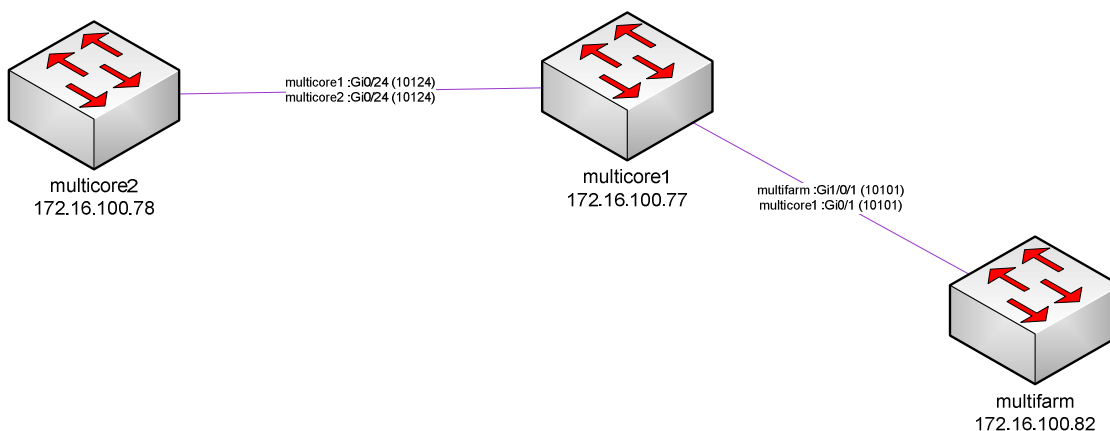 multicore1 :Gi0/24 (10124)
multicore2 :Gi0/24 (10124)
multicore2
172.16.100.78
multicore1
172.16.100.77
multifarm :Gi1/0/1 (10101)
multicore1 :Gi0/1 (10101)
multifarm
172.16.100.82